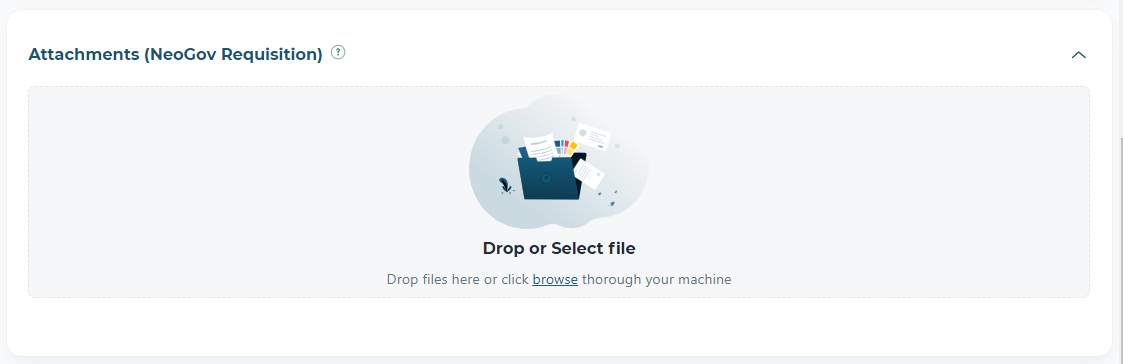 Attachments (NeoGov Requisition) ?
Drop or Select file
Drop files here or click browse thorough your machine